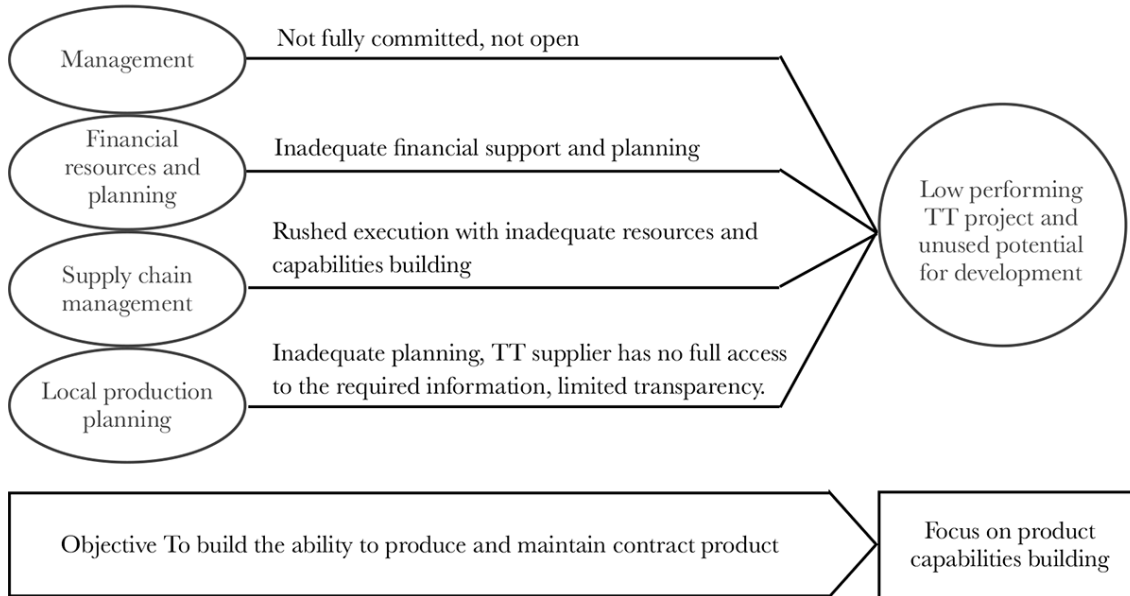 Management
Not fully committed, not open
Financial
resources and
planning
Inadequate financial support and planning
Supply chain
management
Rushed execution with inadequate resources and
capabilities building
Local production
planning
Inadequate planning, TT supplier has no full access
to the required information, limited transparency.
Low performing
TT project and
unused potential
for development
Objective To build the ability to produce and maintain contract product
Focus on product
capabilities building